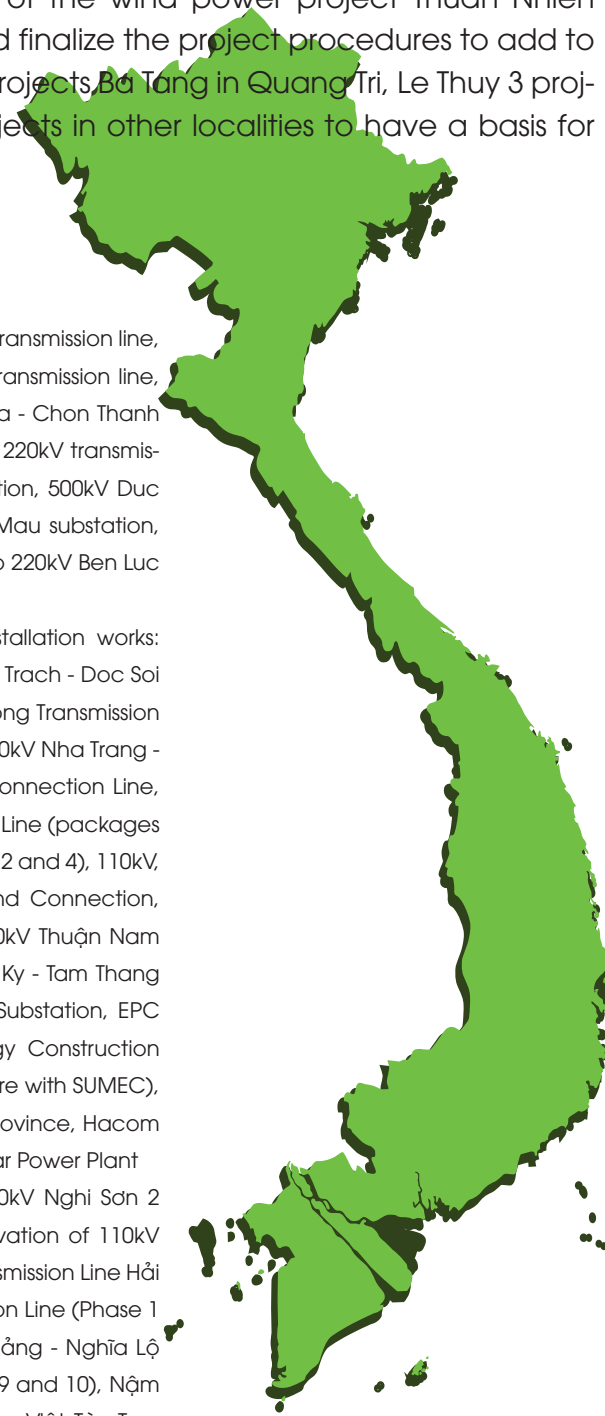 of the wind power project Thuan Nhien
d finalize the project procedures to add to
rojects,Ba Tang in Quang Tri, Le Thuy 3 proj-
jects in other localities to have a basis for
ransmission line,
ransmission line,
a - Chon Thanh
220kV transmis-
tion, 500kV Duc
Mau substation,
o 220kV Ben Luc
stallation works:
Trach - Doc Soi
ong Transmission
0kV Nha Trang -
onnection Line,
Line (packages
2 and 4), 110kV,
nd Connection,
0kV Thuận Nam
Ky - Tam Thang
Substation, EPC
gy Construction
re with SUMEC),
ovince, Hacom
ar Power Plant
0kV Nghi Sơn 2
vation of 110kV
smission Line Hải
on Line (Phase 1
ảng - Nghĩa Lộ
9 and 10), Nậm